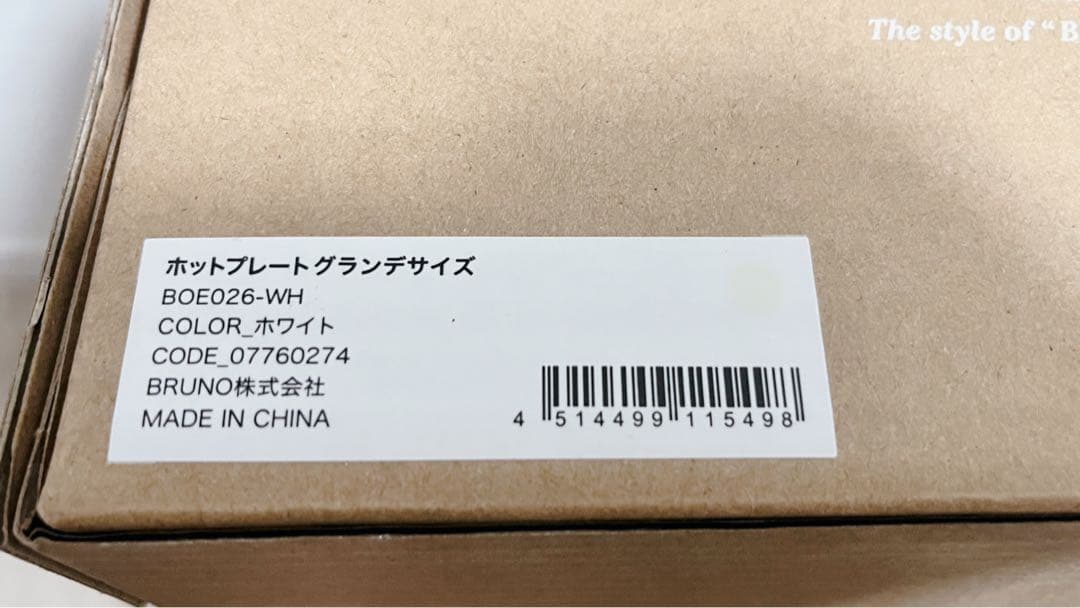 The style of “B
ホットプレート グランデサイズ
BOE026-WH
COLOR_ホワイト
CODE_07760274
BRUNO株式会社
MADE IN CHINA
4 514499 115498